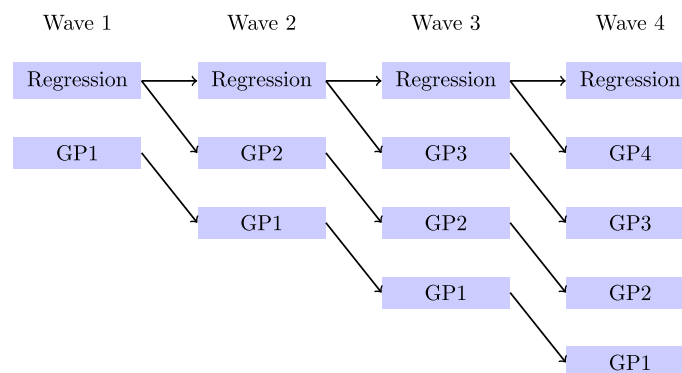 Wave 1 Wave 2 Wave 3 Wave 4
Regression Regression Regression Regression
GP1 GP2 GP3 GP4
GP1 GP2 GP3
GP1 GP2
GP1